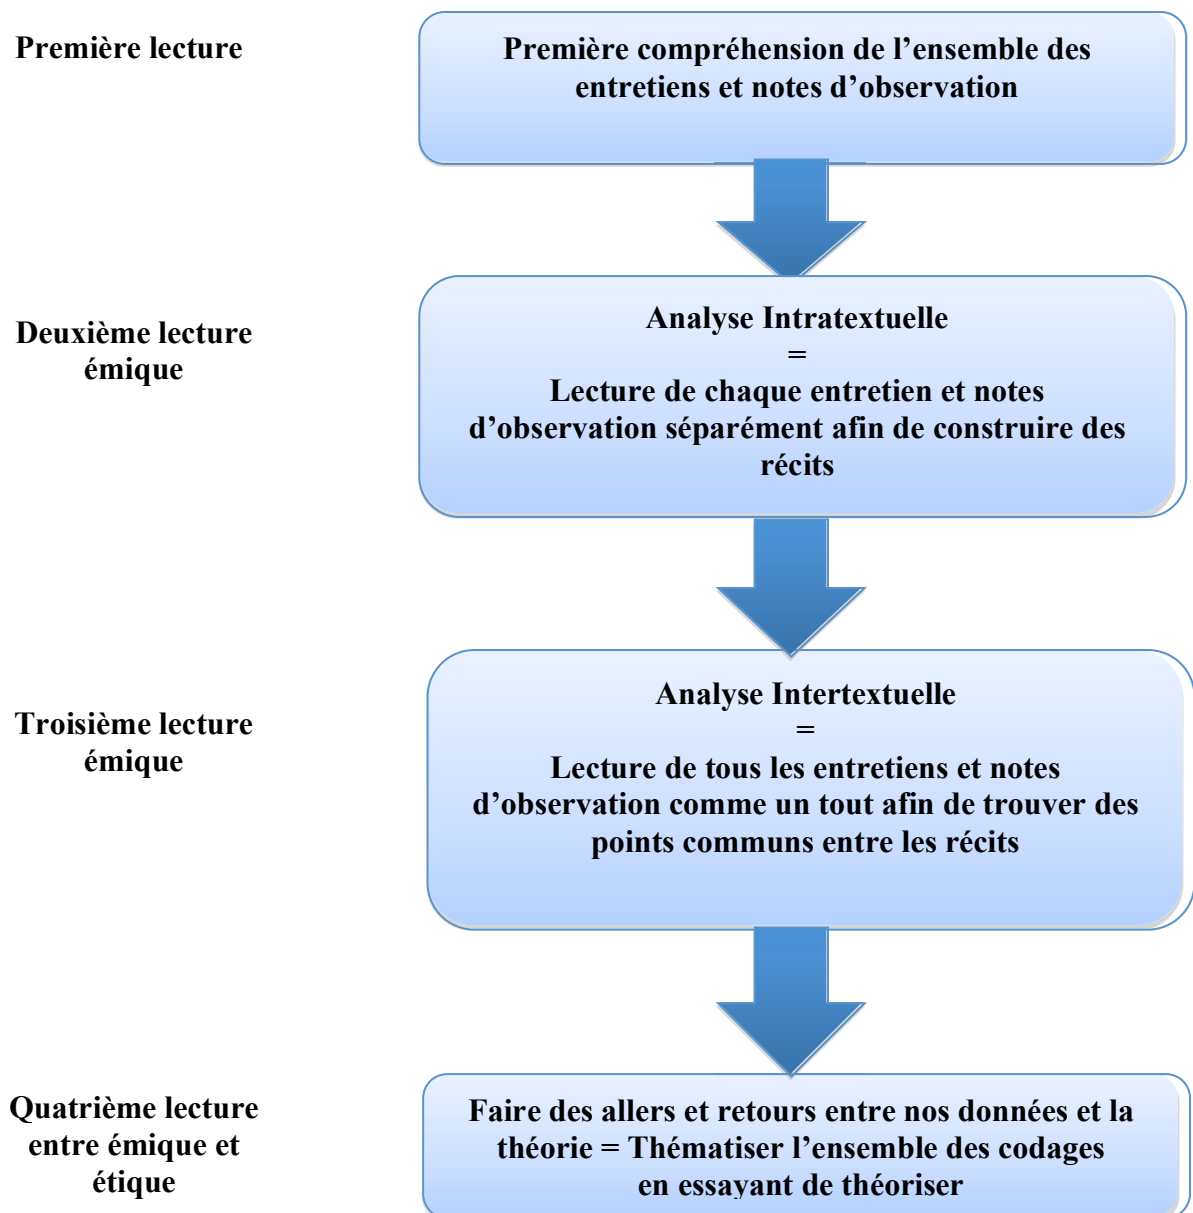 Première lecture
Première compréhension de l’ensemble des
entretiens et notes d’observation
Deuxième lecture
émique
Analyse Intratextuelle
=
Lecture de chaque entretien et notes
d’observation séparément afin de construire des
récits
Troisième lecture
émique
Analyse Intertextuelle
=
Lecture de tous les entretiens et notes
d’observation comme un tout afin de trouver des
points communs entre les récits
Quatrième lecture
entre émique et
étique
Faire des allers et retours entre nos données et la
théorie = Thématiser l’ensemble des codages
en essayant de théoriser